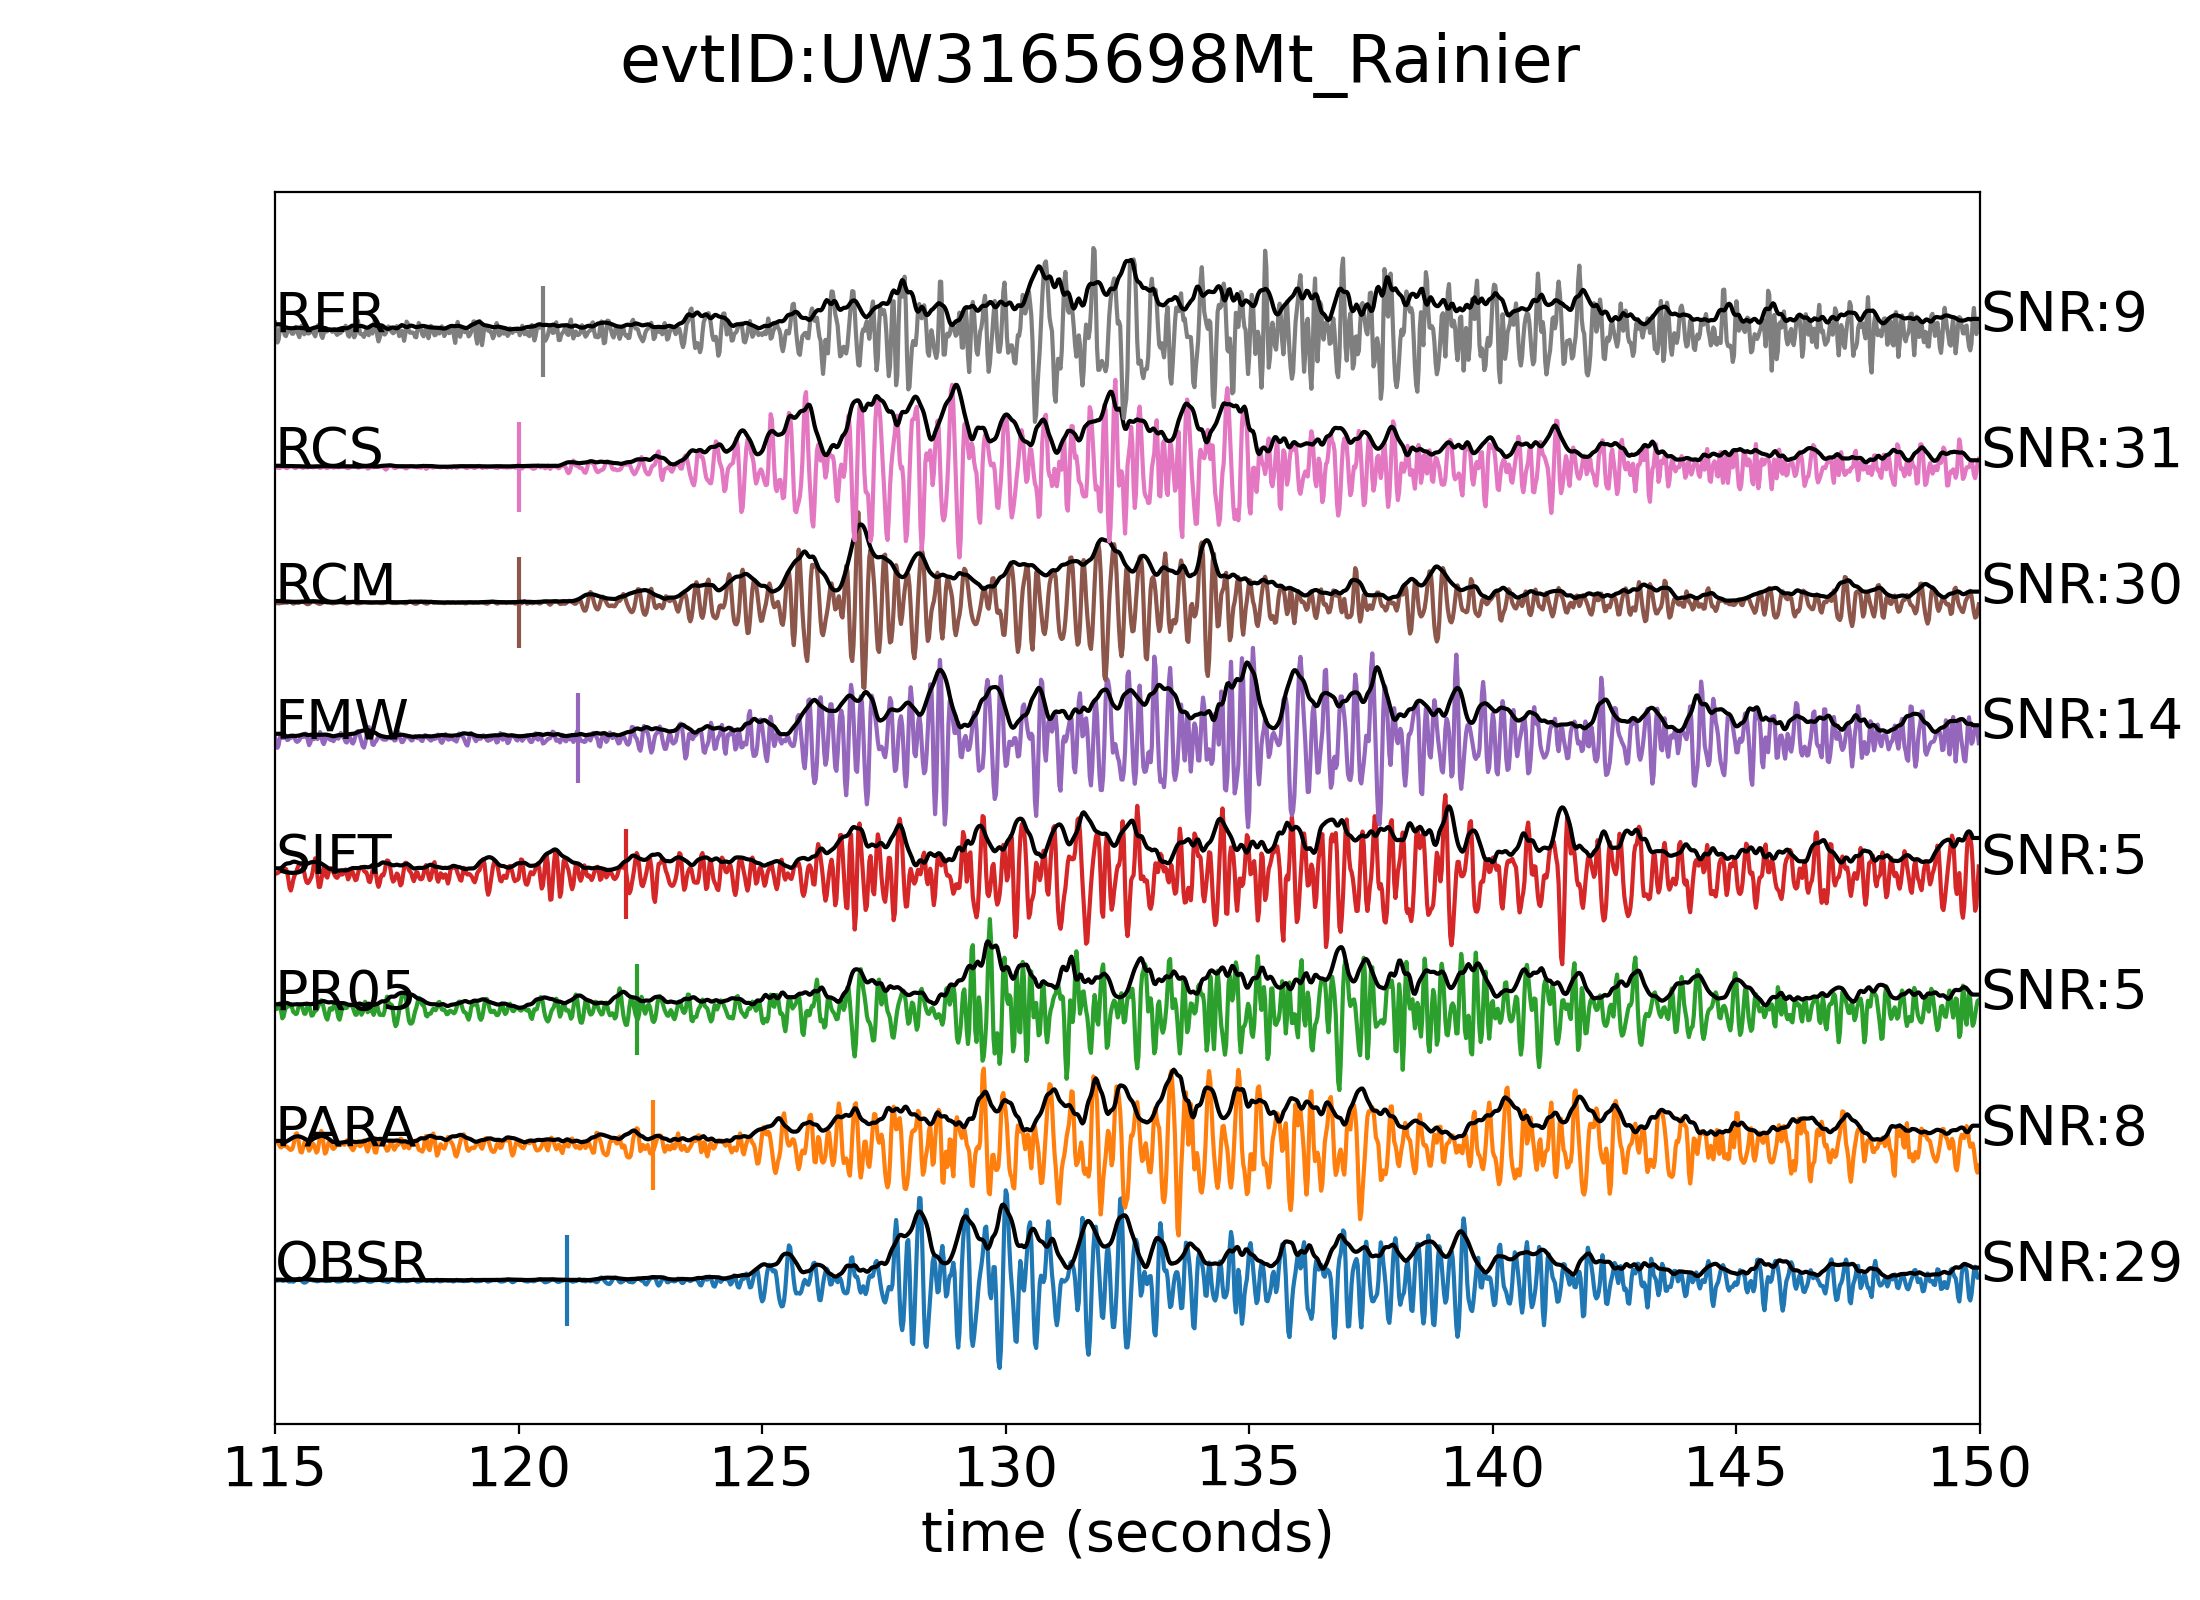 evtID:UW3165698Mt_Rainier
RER SNR:9
RCS SNR:31
RCM SNR:30
FMW SNR:14
SIFT SNR:5
PR05 SNR:5
PARA SNR:8
OBSR SNR:29
115 120 125 130 135 140 145 150
time (seconds)